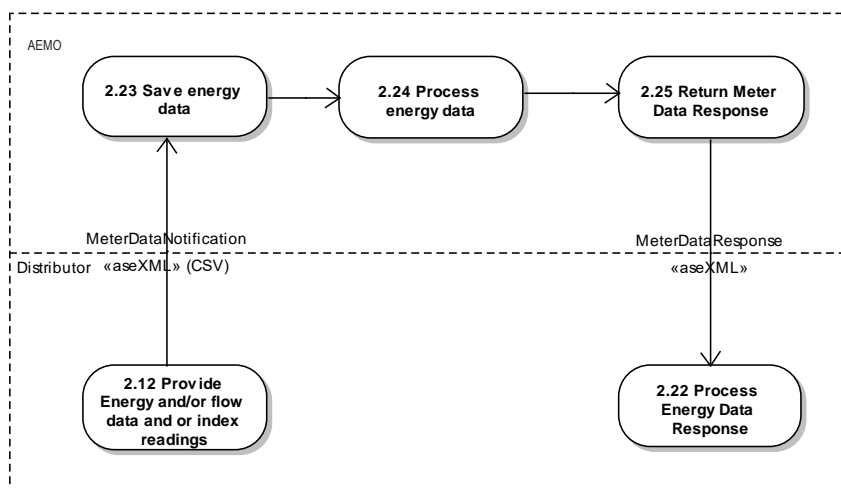 AEMO
2.23 Save energy
data
2.24 Process
energy data
2.25 Return Meter
Data Response
MeterDataNotification
MeterDataResponse
Distributor
«aseXML» (CSV)
«aseXML»
2.12 Provide
Energy and/or flow
data and or index
readings
2.22 Process
Energy Data
Response